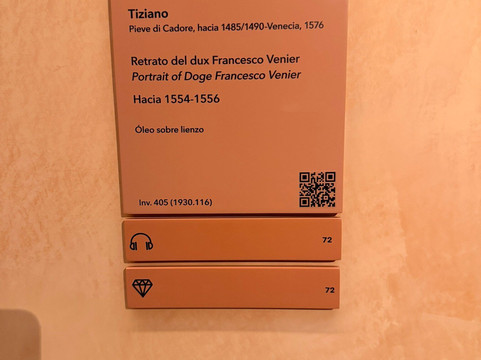 Tiziano
Pieve di Cadore, hacia 1485/1490-Venecia, 1576
Retrato del dux Francesco Venier
Portrait of Doge Francesco Venier
Hacia 1554-1556
Óleo sobre lienzo
Inv. 405 (1930.116)
72
72